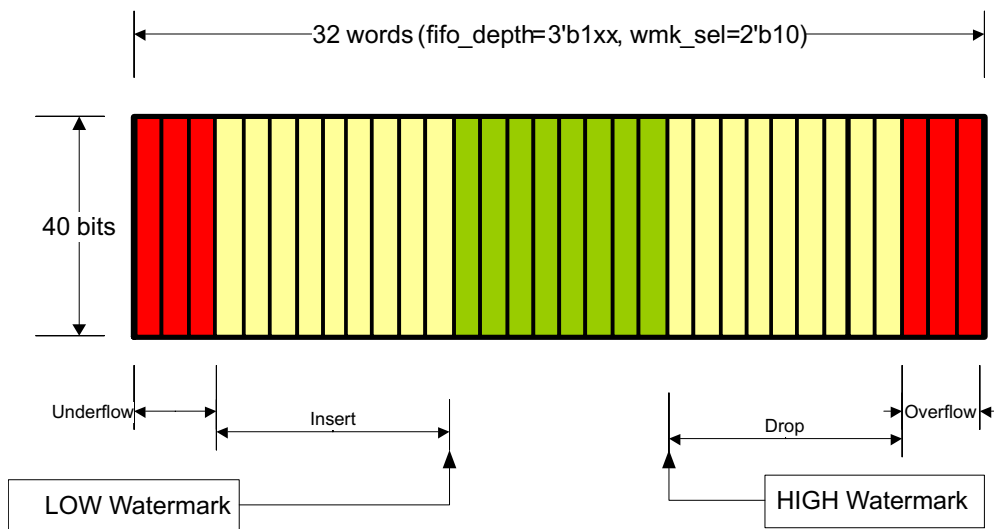 32 words (fifo_depth=3'b1xx, wmk_sel=2'b10)
40 bits
Underflow
Insert
Drop
Overflow
LOW Watermark
HIGH Watermark